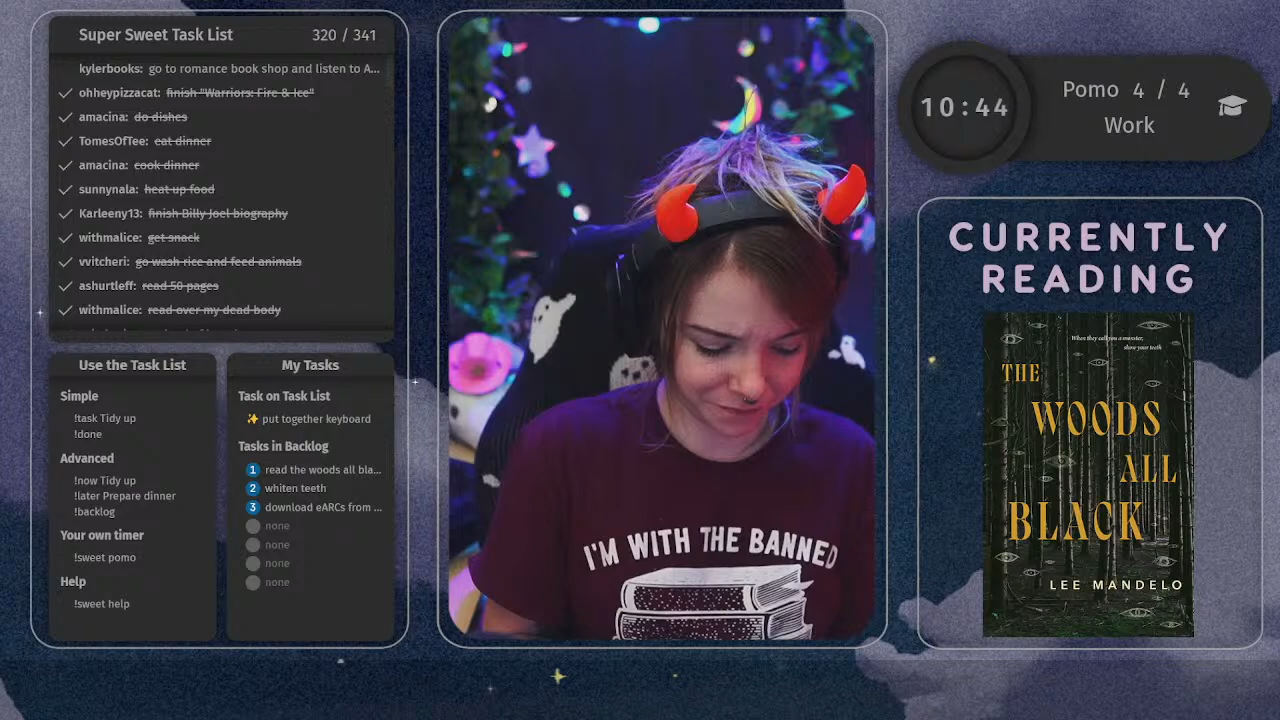 Super Sweet Task List 320 / 341
kylerbooks: go to romance book shop and listen to A...
ohheypizzacat: finish "Warriors: Fire & Ice"
amacina: do dishes
TomesOfTee: eat dinner
amacina: cook dinner
sunnynala: heat up food
Karleeny13: finish Billy Joel biography
withmalice: get snack
vvitcheri: go wash rice and feed animals
ashurtleff: read 50 pages
withmalice: read over my dead body
Use the Task List
Simple
!task Tidy up
!done
Advanced
!now Tidy up
!later Prepare dinner
!backlog
Your own timer
!sweet pomo
Help
!sweet help
My Tasks
Task on Task List
✨ put together keyboard
Tasks in Backlog
1 read the woods all bla...
2 whiten teeth
3 download eARCs from ...
none
none
none
none
I'M WITH THE BANNED
10:44
Pomo 4 / 4
Work
CURRENTLY
READING
When they call you a monster,
show your teeth
THE
WOODS
ALL
BLACK
LEE MANDELO